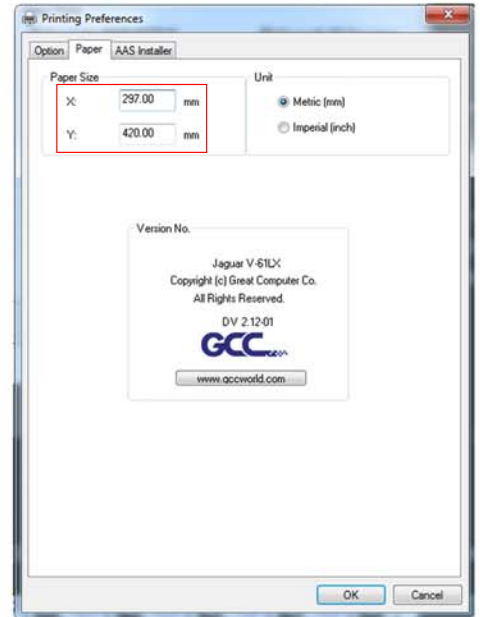 Printing Preferences
Option Paper AAS Installer
Paper Size
X: 297.00 mm
Y: 420.00 mm
Unit
Metric (mm)
Imperial (inch)
Version No.
Jaguar V-61LX
Copyright (c) Great Computer Co.
All Rights Reserved.
DV 2.12-01
GCC
www.gccworld.com
OK Cancel